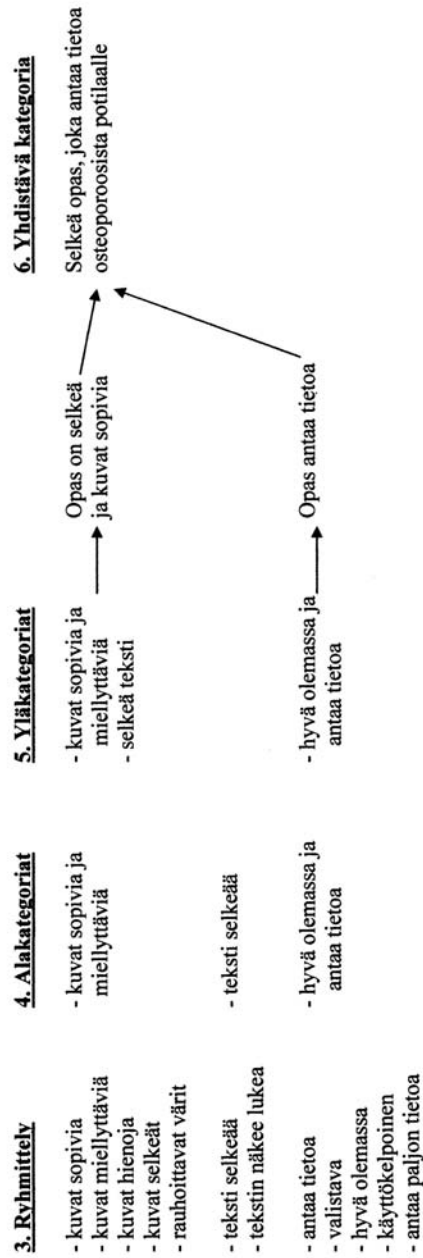 3. Ryhmittely
- kuvat sopivia
- kuvat miellyttäviä
- kuvat hienoja
- kuvat selkeät
- rauhoittavat värit
- teksti selkeää
- tekstin näkee lukea
- antaa tietoa
- valistava
- hyvä olemassa
- käyttökelpoinen
- antaa paljon tietoa
4. Alakategoriat
- kuvat sopivia ja
miellyttäviä
- teksti selkeää
- hyvä olemassa ja
antaa tietoa
5. Yläkategoriat
- kuvat sopivia ja
miellyttäviä
- selkeä teksti
- hyvä olemassa ja
antaa tietoa
Opas on selkeä
ja kuvat sopivia
Opas antaa tietoa
6. Yhdistävä kategoria
Selkeä opas, joka antaa tietoa
osteoporoosista potilaalle